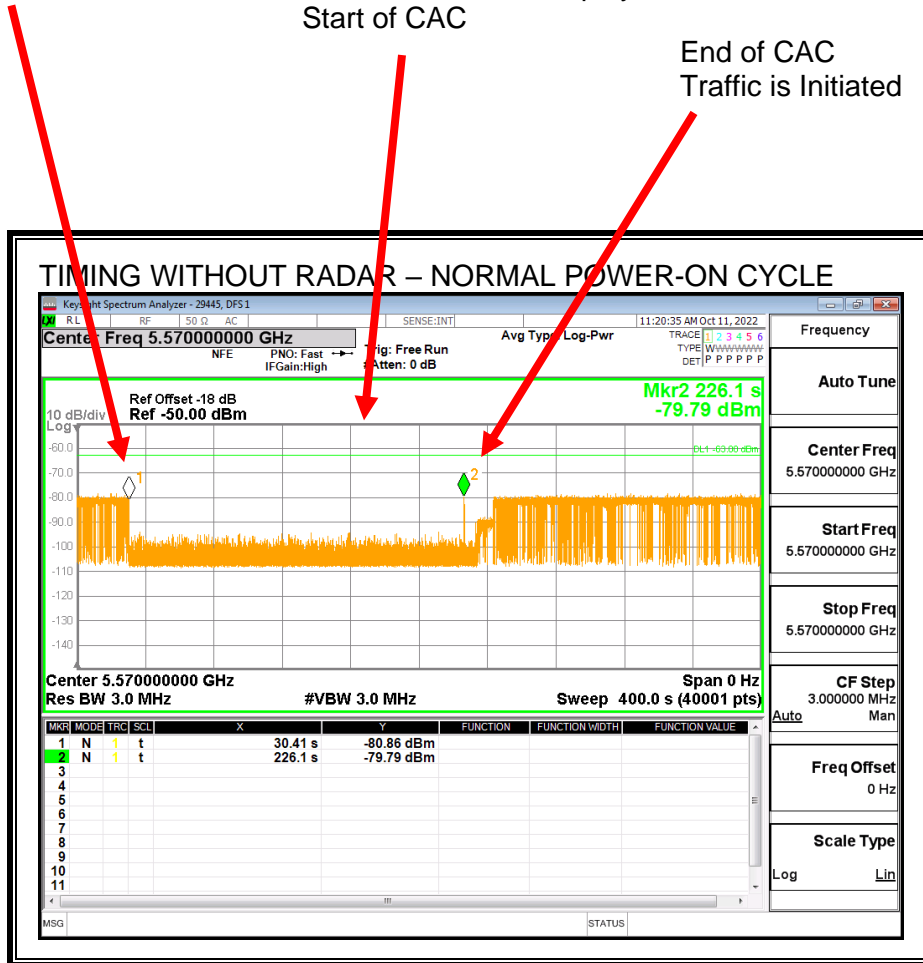 Start of CAC
End of CAC
Traffic is Initiated
TIMING WITHOUT RADAR – NORMAL POWER-ON CYCLE
Keysight Spectrum Analyzer - 29445, DFS 1
RL RF 50 Ω AC SENSE:INT 11:20:35 AM Oct 11, 2022
Center Freq 5.570000000 GHz
NFE PNO: Fast IFGain:High
Trig: Free Run
#Atten: 0 dB
Avg Type: Log-Pwr
TRACE 1 2 3 4 5 6
TYPE WWWWWW
DET P P P P P P
Mkr2 226.1 s
-79.79 dBm
Ref Offset -18 dB
10 dB/div Ref -50.00 dBm
Log
DL1 -63.00 dBm
-60.0
-70.0
-80.0
-90.0
-100
-110
-120
-130
-140
1
2
Center 5.570000000 GHz Span 0 Hz
Res BW 3.0 MHz #VBW 3.0 MHz Sweep 400.0 s (40001 pts)
MKR MODE TRC SCL X Y FUNCTION FUNCTION WIDTH FUNCTION VALUE
1 N 1 t 30.41 s -80.86 dBm
2 N 1 t 226.1 s -79.79 dBm
3
4
5
6
7
8
9
10
11
MSG STATUS
Frequency
Auto Tune
Center Freq
5.570000000 GHz
Start Freq
5.570000000 GHz
Stop Freq
5.570000000 GHz
CF Step
3.000000 MHz
Auto Man
Freq Offset
0 Hz
Scale Type
Log Lin